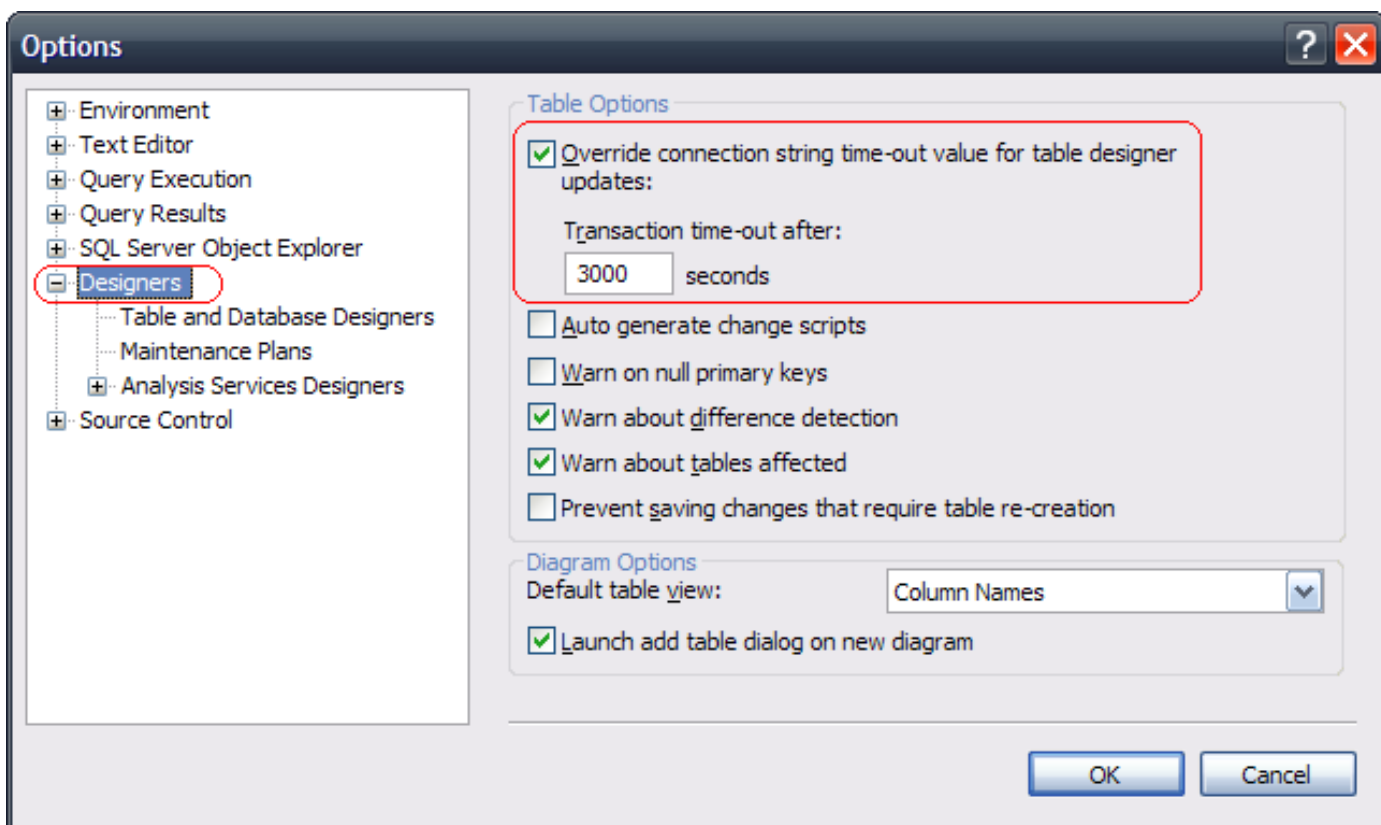 Options
Environment
Text Editor
Query Execution
Query Results
SQL Server Object Explorer
Designers
Table and Database Designers
Maintenance Plans
Analysis Services Designers
Source Control
Table Options
Override connection string time-out value for table designer
updates:
Transaction time-out after:
3000 seconds
Auto generate change scripts
Warn on null primary keys
Warn about difference detection
Warn about tables affected
Prevent saving changes that require table re-creation
Diagram Options
Default table view: Column Names
Launch add table dialog on new diagram
OK Cancel